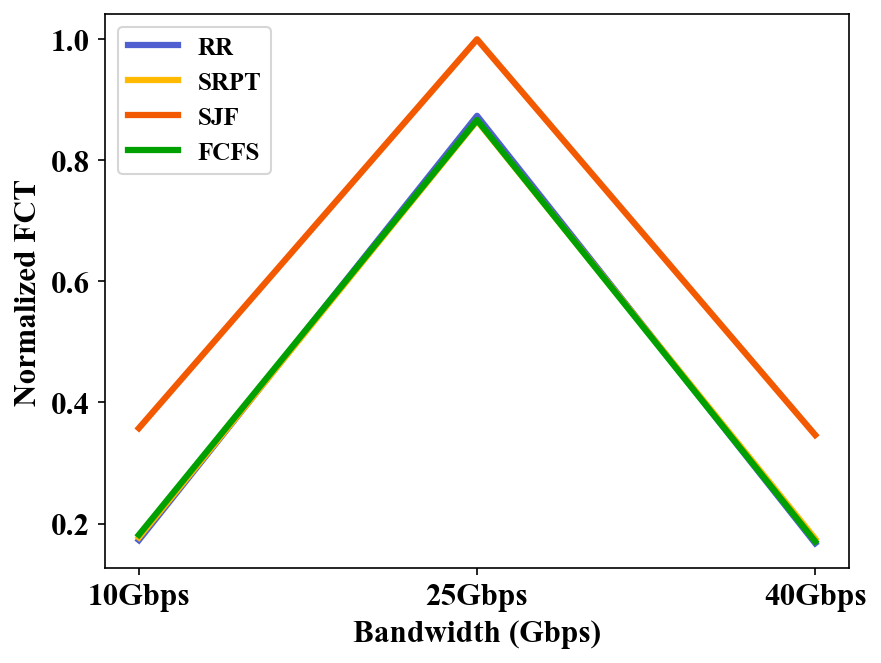 RR
SRPT
SJF
FCFS
1.0
0.8
0.6
0.4
0.2
Normalized FCT
10Gbps 25Gbps 40Gbps
Bandwidth (Gbps)